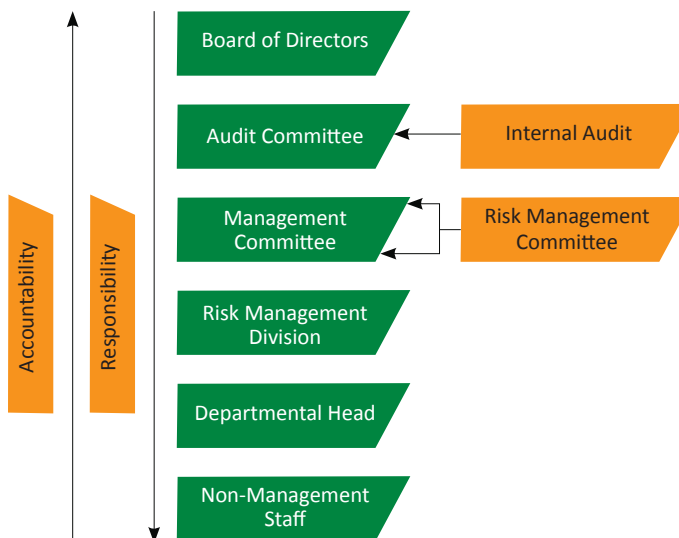 Board of Directors
Audit Committee
Internal Audit
Management
Committee
Risk Management
Committee
Accountability
Responsibility
Risk Management
Division
Departmental Head
Non-Management
Staff